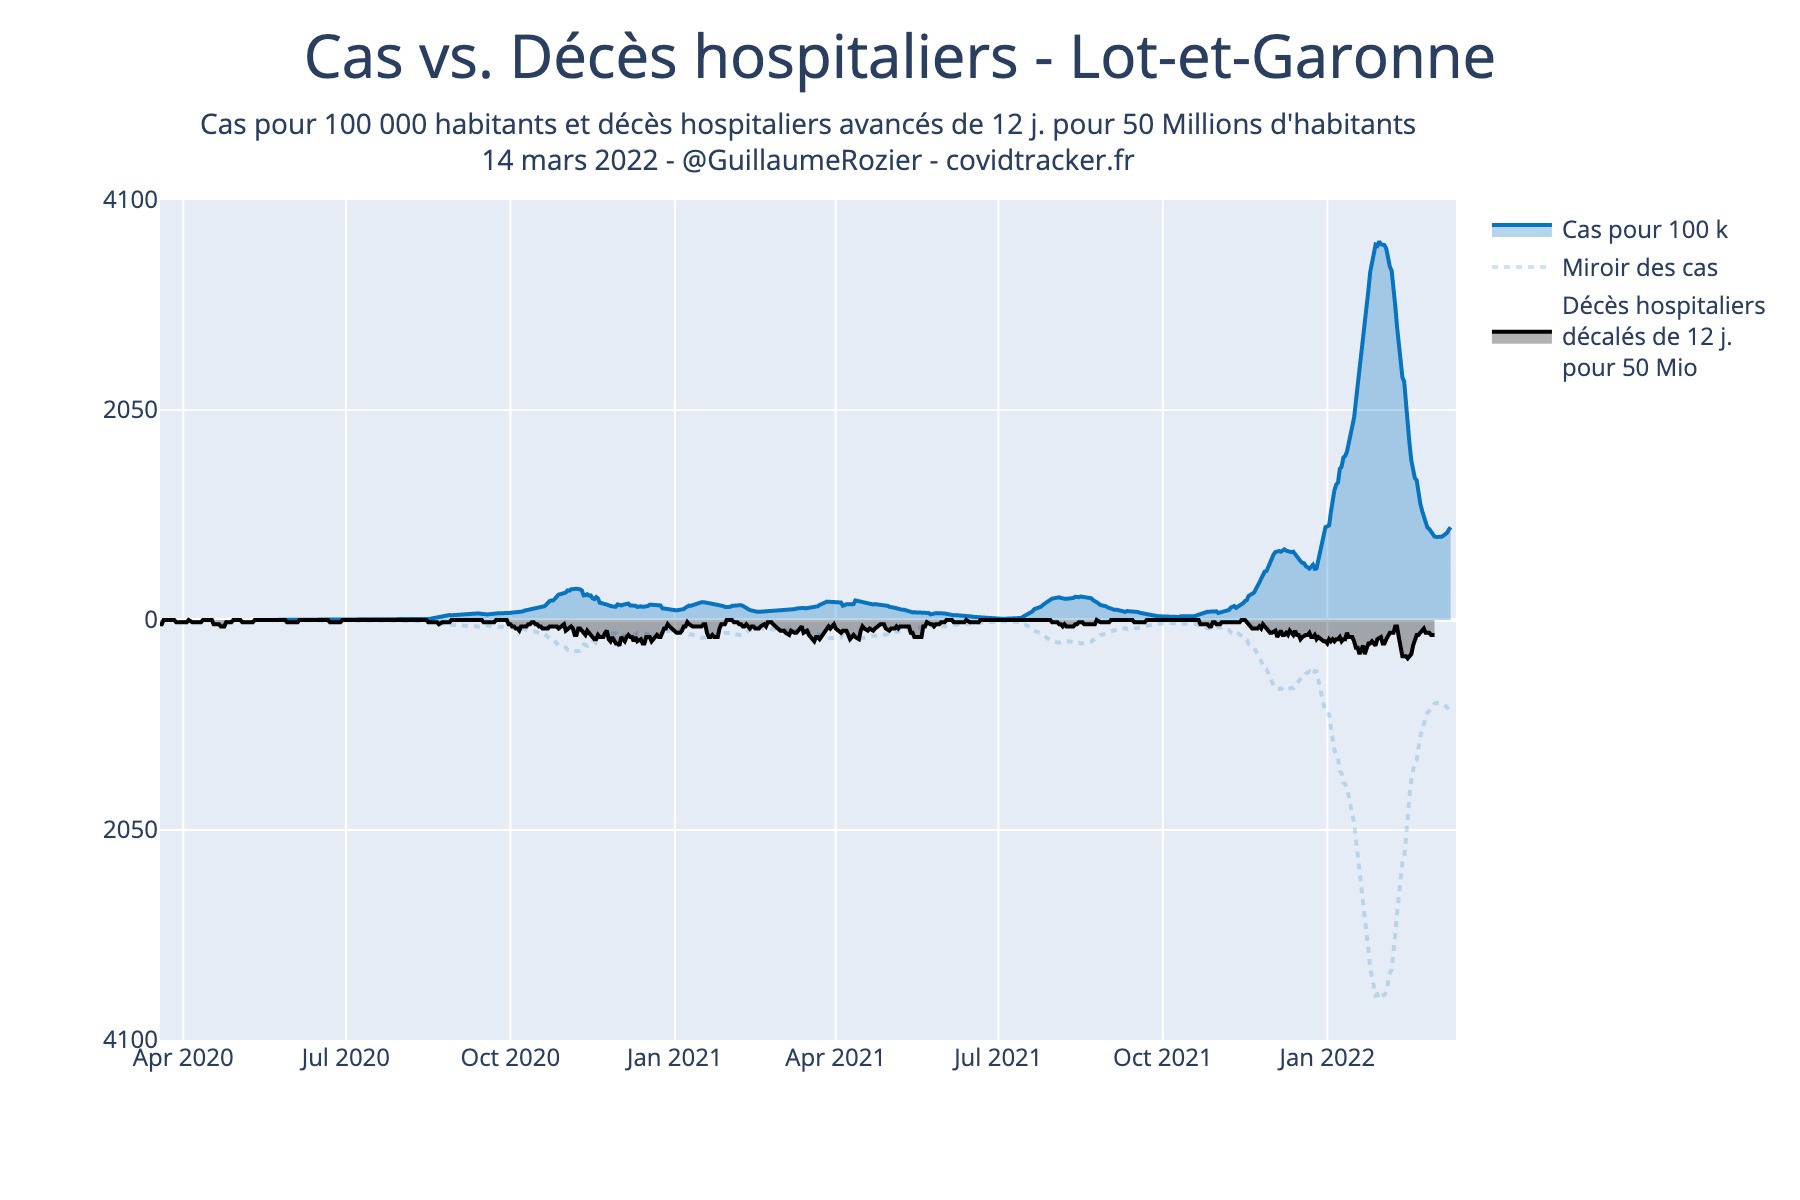 Cas vs. Décès hospitaliers - Lot-et-Garonne
Cas pour 100 000 habitants et décès hospitaliers avancés de 12 j. pour 50 Millions d'habitants
14 mars 2022 - @GuillaumeRozier - covidtracker.fr
4100
2050
0
2050
4100
Apr 2020
Jul 2020
Oct 2020
Jan 2021
Apr 2021
Jul 2021
Oct 2021
Jan 2022
Cas pour 100 k
Miroir des cas
Décès hospitaliers
décalés de 12 j.
pour 50 Mio